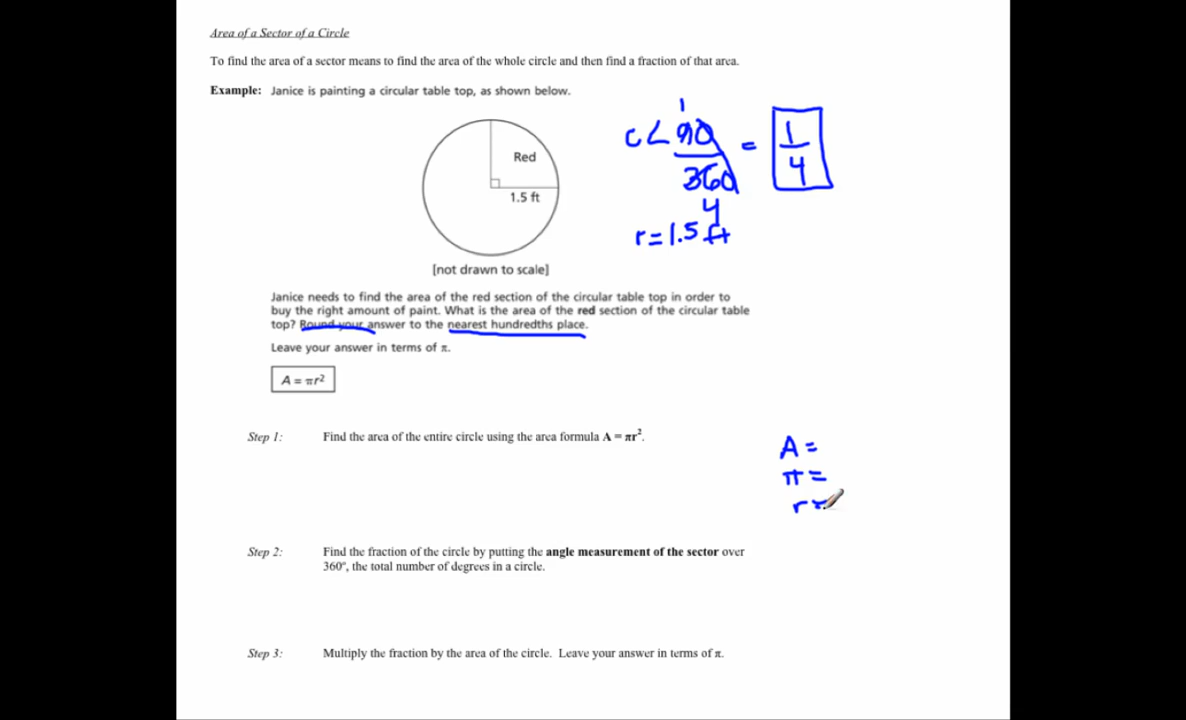 Area of a Sector of a Circle
To find the area of a sector means to find the area of the whole circle and then find a fraction of that area.
Example: Janice is painting a circular table top, as shown below.
Red
1.5 ft
[not drawn to scale]
1
c∠ 90/360 = 1/4
4
r=1.5 ft
Janice needs to find the area of the red section of the circular table top in order to
buy the right amount of paint. What is the area of the red section of the circular table
top? Round your answer to the nearest hundredths place.
Leave your answer in terms of π.
A = πr²
Step 1: Find the area of the entire circle using the area formula A = πr².
A =
π =
r=
Step 2: Find the fraction of the circle by putting the angle measurement of the sector over
360º, the total number of degrees in a circle.
Step 3: Multiply the fraction by the area of the circle. Leave your answer in terms of π.